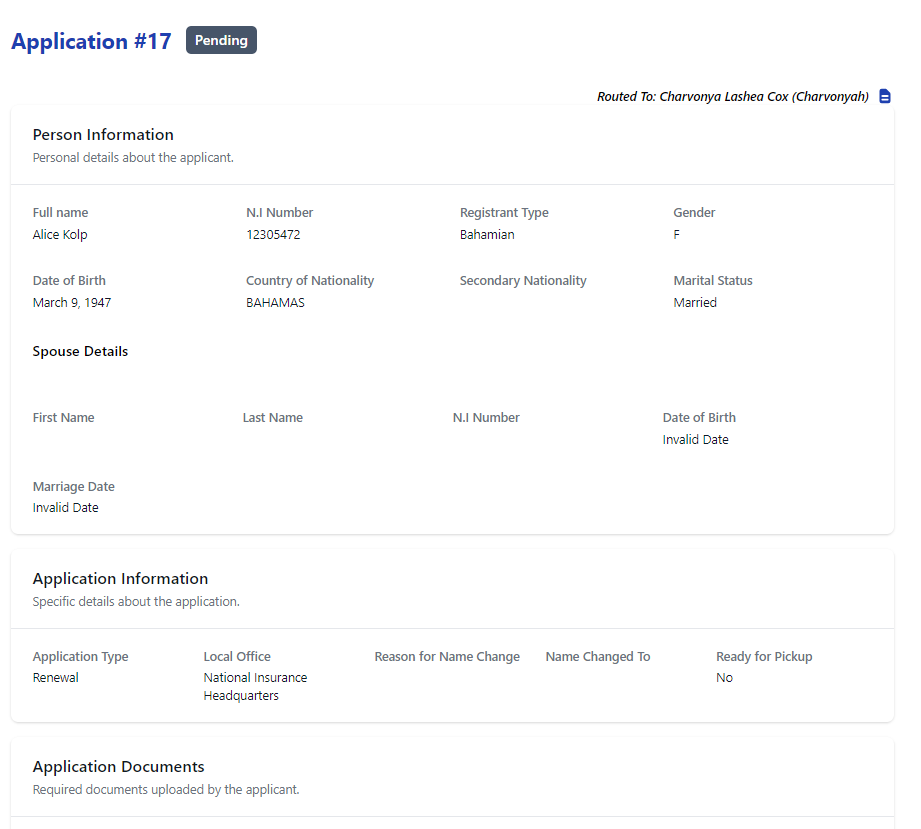 Application #17 Pending
Routed To: Charvonya Lashea Cox (Charvonyah)
Person Information
Personal details about the applicant.
Full name N.I Number Registrant Type Gender
Alice Kolp 12305472 Bahamian F
Date of Birth Country of Nationality Secondary Nationality Marital Status
March 9, 1947 BAHAMAS Married
Spouse Details
First Name Last Name N.I Number Date of Birth
Invalid Date
Marriage Date
Invalid Date
Application Information
Specific details about the application.
Application Type Local Office Reason for Name Change Name Changed To Ready for Pickup
Renewal National Insurance No
Headquarters
Application Documents
Required documents uploaded by the applicant.